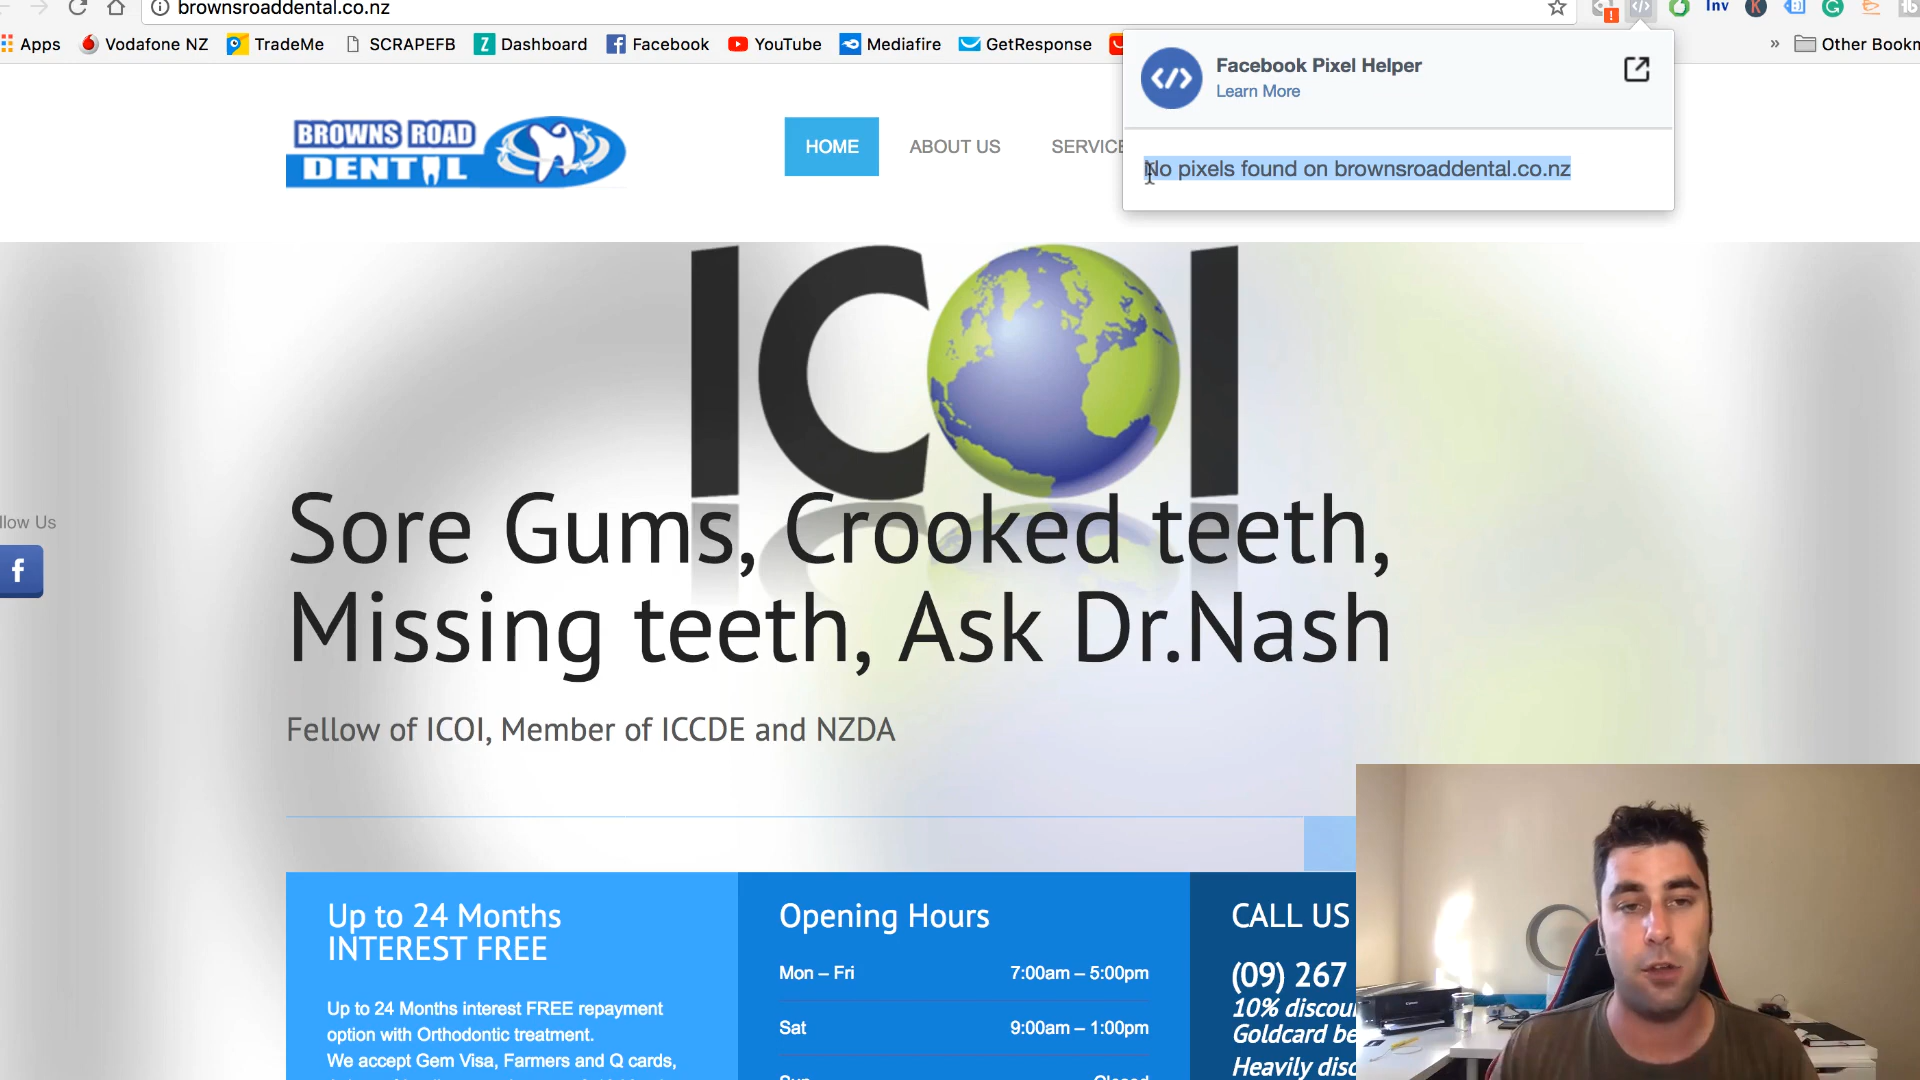 brownsroaddental.co.nz
Apps
Vodafone NZ
TradeMe
SCRAPEFB
Dashboard
Facebook
YouTube
Mediafire
GetResponse
»
Other Bookm
Inv
Facebook Pixel Helper
Learn More
No pixels found on brownsroaddental.co.nz
BROWNS ROAD
DENTAL
HOME
ABOUT US
SERVICE
ICOI
Sore Gums, Crooked teeth,
Missing teeth, Ask Dr.Nash
Fellow of ICOI, Member of ICCDE and NZDA
llow Us
f
Up to 24 Months
INTEREST FREE
Up to 24 Months interest FREE repayment
option with Orthodontic treatment.
We accept Gem Visa, Farmers and Q cards,
Opening Hours
Mon – Fri 7:00am – 5:00pm
Sat 9:00am – 1:00pm
Sun Closed
CALL US
(09) 267
10% discou
Goldcard be
Heavily disc